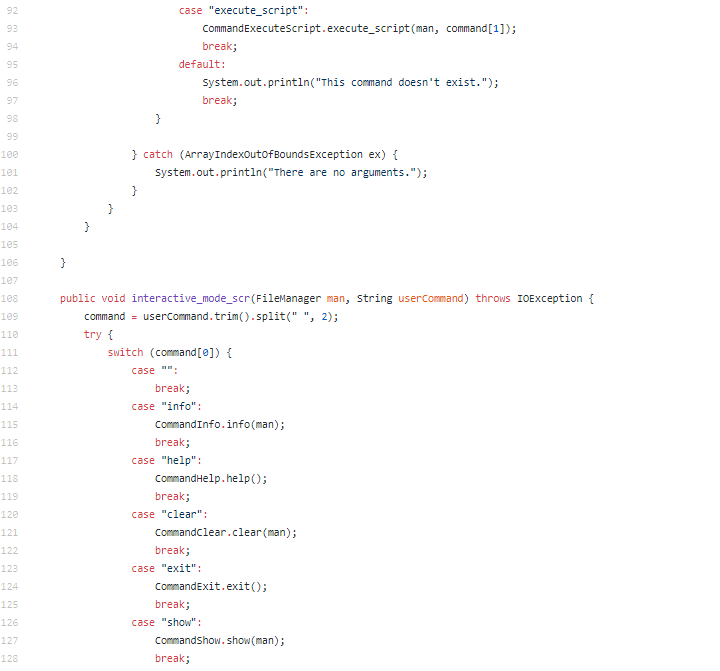 92 case "execute_script":
93 CommandExecuteScript.execute_script(man, command[1]);
94 break;
95 default:
96 System.out.println("This command doesn't exist.");
97 break;
98 }
99
100 } catch (ArrayIndexOutOfBoundsException ex) {
101 System.out.println("There are no arguments.");
102 }
103 }
104 }
105
106 }
107
108 public void interactive_mode_scr(FileManager man, String userCommand) throws IOException {
109 command = userCommand.trim().split(" ", 2);
110 try {
111 switch (command[0]) {
112 case "":
113 break;
114 case "info":
115 CommandInfo.info(man);
116 break;
117 case "help":
118 CommandHelp.help();
119 break;
120 case "clear":
121 CommandClear.clear(man);
122 break;
123 case "exit":
124 CommandExit.exit();
125 break;
126 case "show":
127 CommandShow.show(man);
128 break;